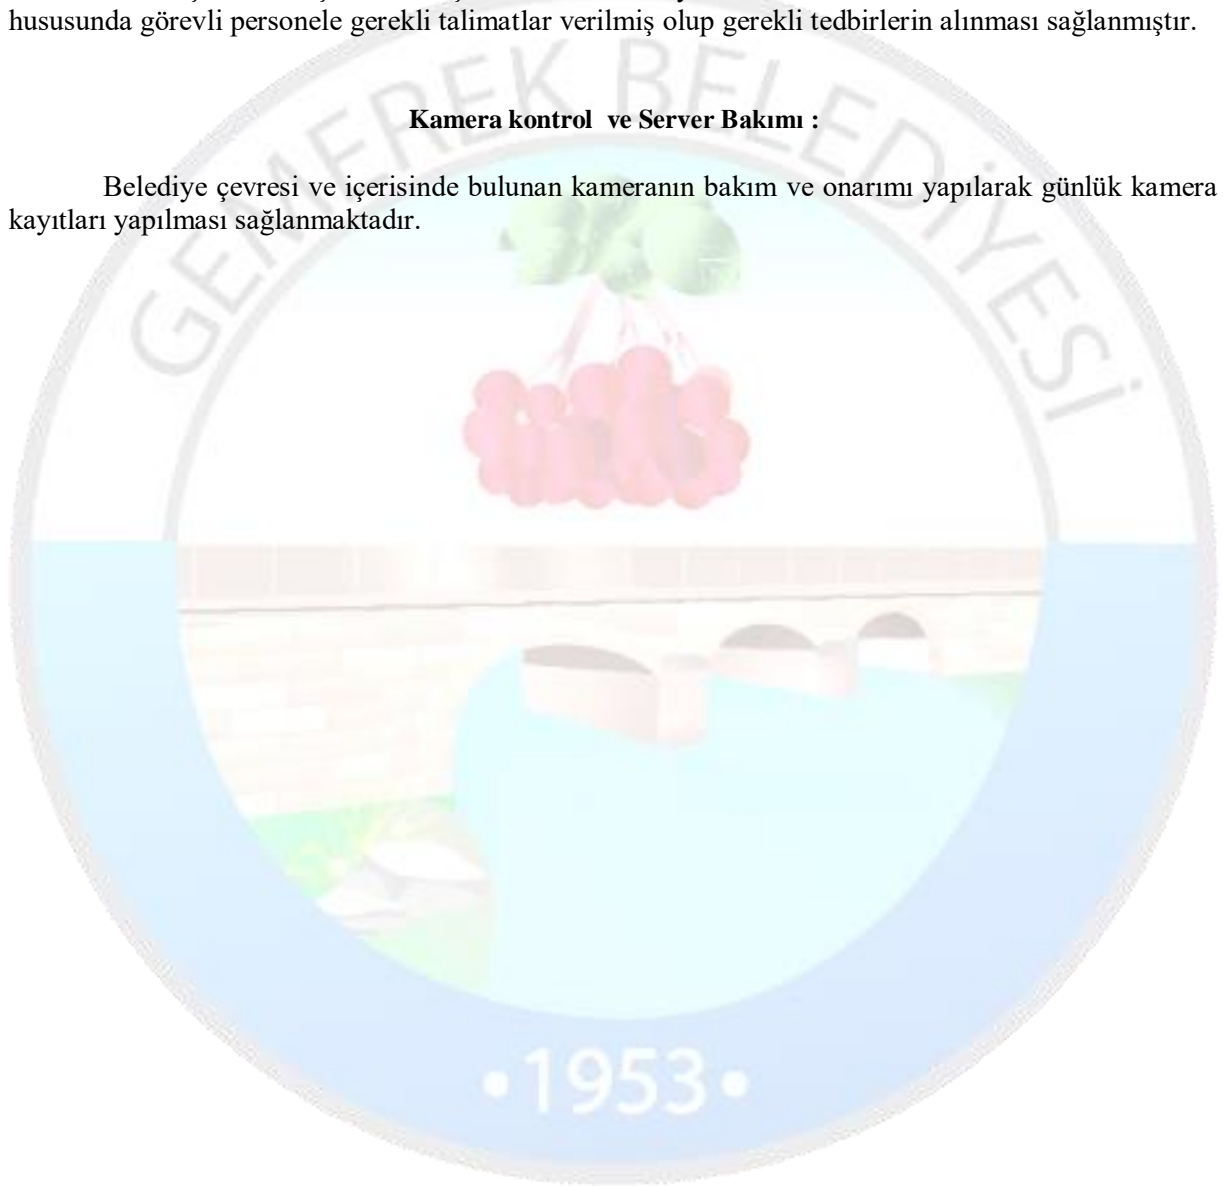 hususunda görevli personele gerekli talimatlar verilmiş olup gerekli tedbirlerin alınması sağlanmıştır.
Kamera kontrol ve Server Bakımı :
Belediye çevresi ve içerisinde bulunan kameranın bakım ve onarımı yapılarak günlük kamera
kayıtları yapılması sağlanmaktadır.
GEMEREK BELEDİYESİ
•1953•